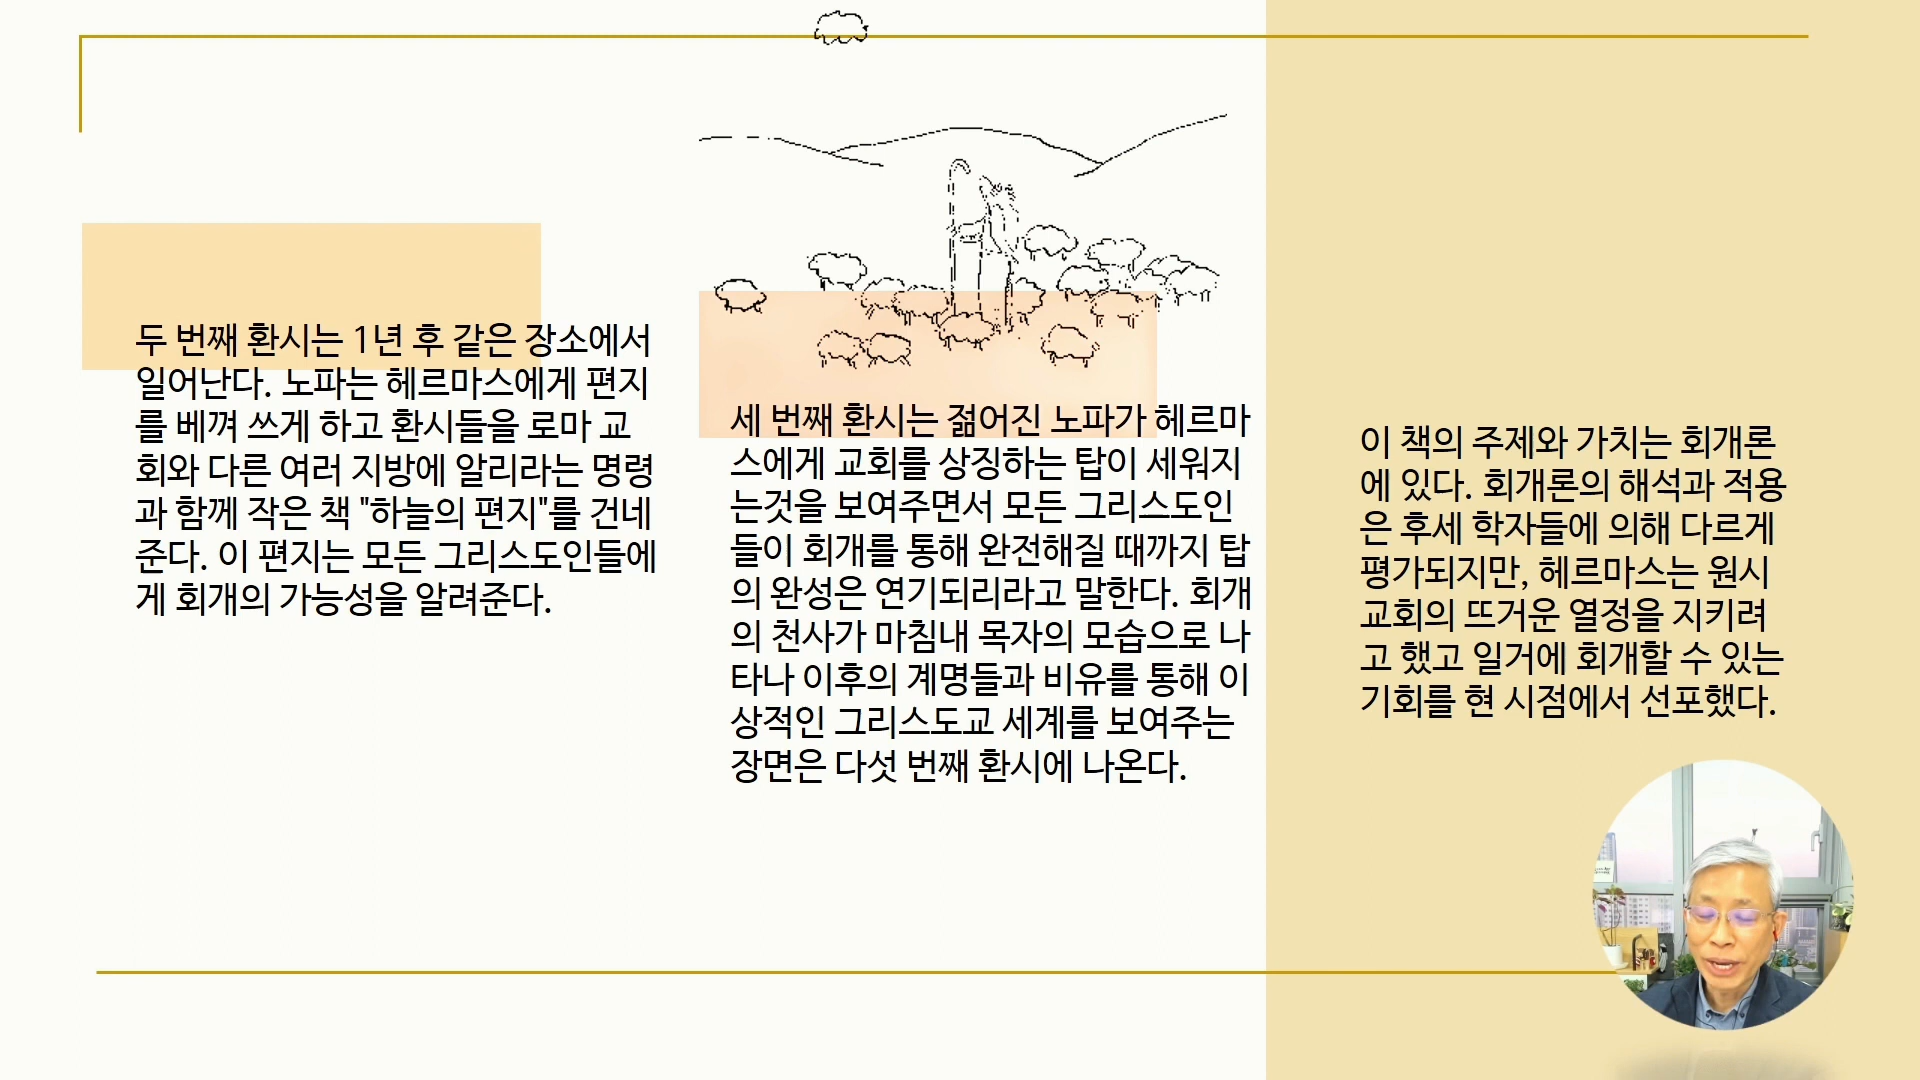 두 번째 환시는 1년 후 같은 장소에서
일어난다. 노파는 헤르마스에게 편지
를 베껴 쓰게 하고 환시들을 로마 교
회와 다른 여러 지방에 알리라는 명령
과 함께 작은 책 "하늘의 편지"를 건네
준다. 이 편지는 모든 그리스도인들에
게 회개의 가능성을 알려준다.
세 번째 환시는 젊어진 노파가 헤르마
스에게 교회를 상징하는 탑이 세워지
는것을 보여주면서 모든 그리스도인
들이 회개를 통해 완전해질 때까지 탑
의 완성은 연기되리라고 말한다. 회개
의 천사가 마침내 목자의 모습으로 나
타나 이후의 계명들과 비유를 통해 이
상적인 그리스도교 세계를 보여주는
장면은 다섯 번째 환시에 나온다.
이 책의 주제와 가치는 회개론
에 있다. 회개론의 해석과 적용
은 후세 학자들에 의해 다르게
평가되지만, 헤르마스는 원시
교회의 뜨거운 열정을 지키려
고 했고 일거에 회개할 수 있는
기회를 현 시점에서 선포했다.